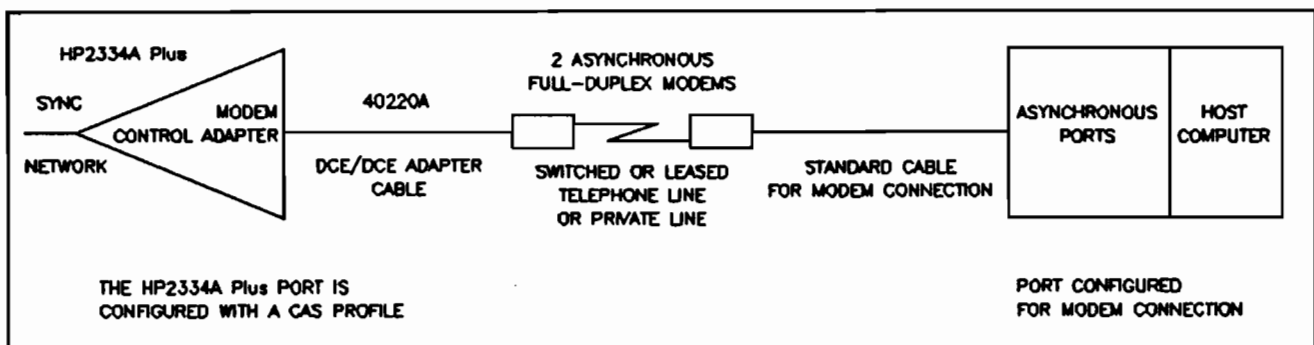 HP2334A Plus
SYNC
NETWORK
MODEM
CONTROL ADAPTER
40220A
DCE/DCE ADAPTER
CABLE
2 ASYNCHRONOUS
FULL-DUPLEX MODEMS
SWITCHED OR LEASED
TELEPHONE LINE
OR PRIVATE LINE
STANDARD CABLE
FOR MODEM CONNECTION
ASYNCHRONOUS
PORTS
HOST
COMPUTER
THE HP2334A Plus PORT IS
CONFIGURED WITH A CAS PROFILE
PORT CONFIGURED
FOR MODEM CONNECTION